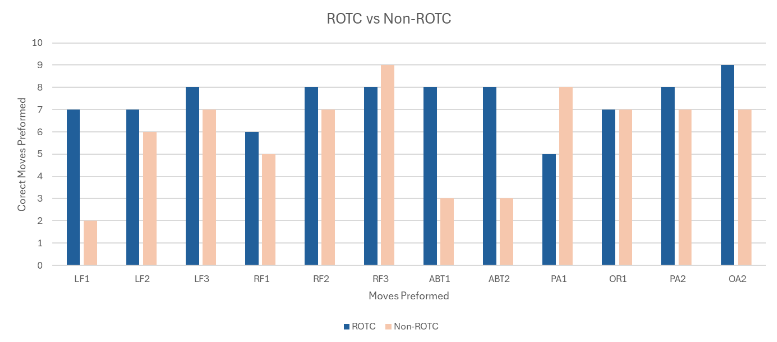 ROTC vs Non-ROTC
10
9
8
7
6
5
4
3
2
1
0
Corect Moves Preformed
LF1 LF2 LF3 RF1 RF2 RF3 ABT1 ABT2 PA1 OR1 PA2 OA2
Moves Preformed
ROTC Non-ROTC